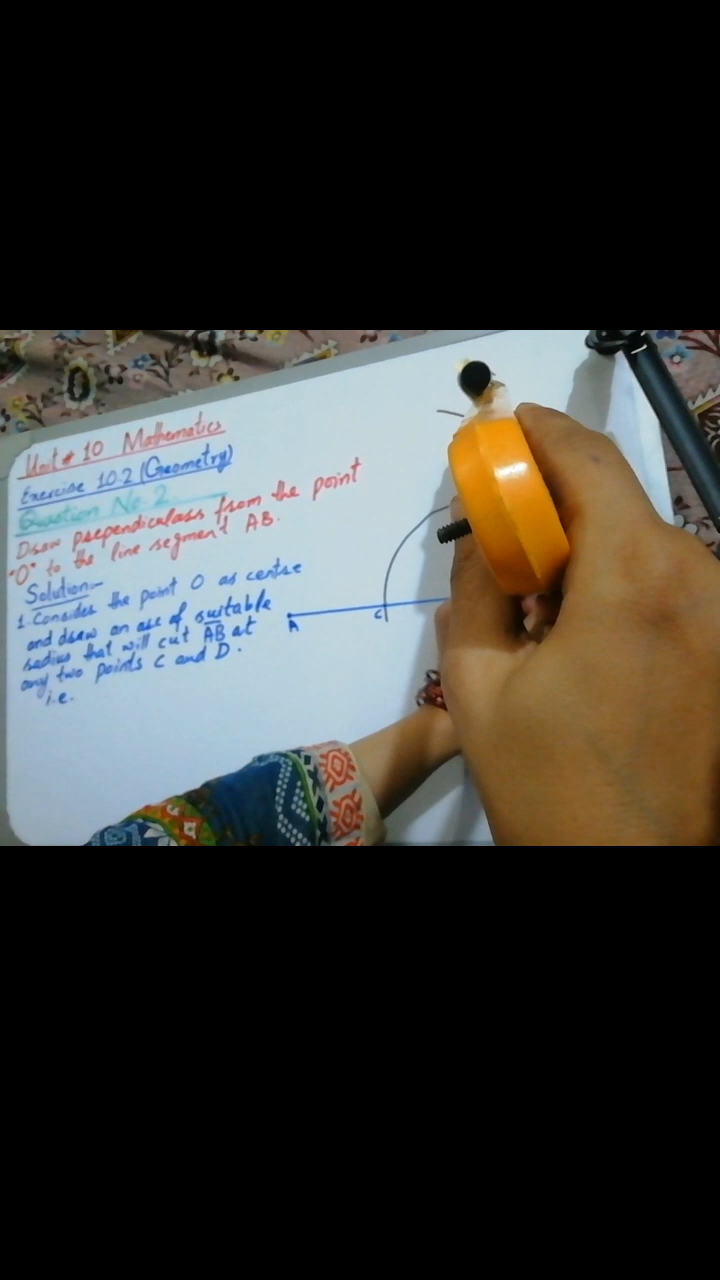 Unit # 10 Mathematics
Exercise 10.2 (Geometry)
Question No 2
Draw perpendiculars from the point
"O" to the line segment AB.
Solution:-
1. Consider the point O as centre
and draw an arc of suitable
radius that will cut AB at
any two points C and D.
i.e.
A
C